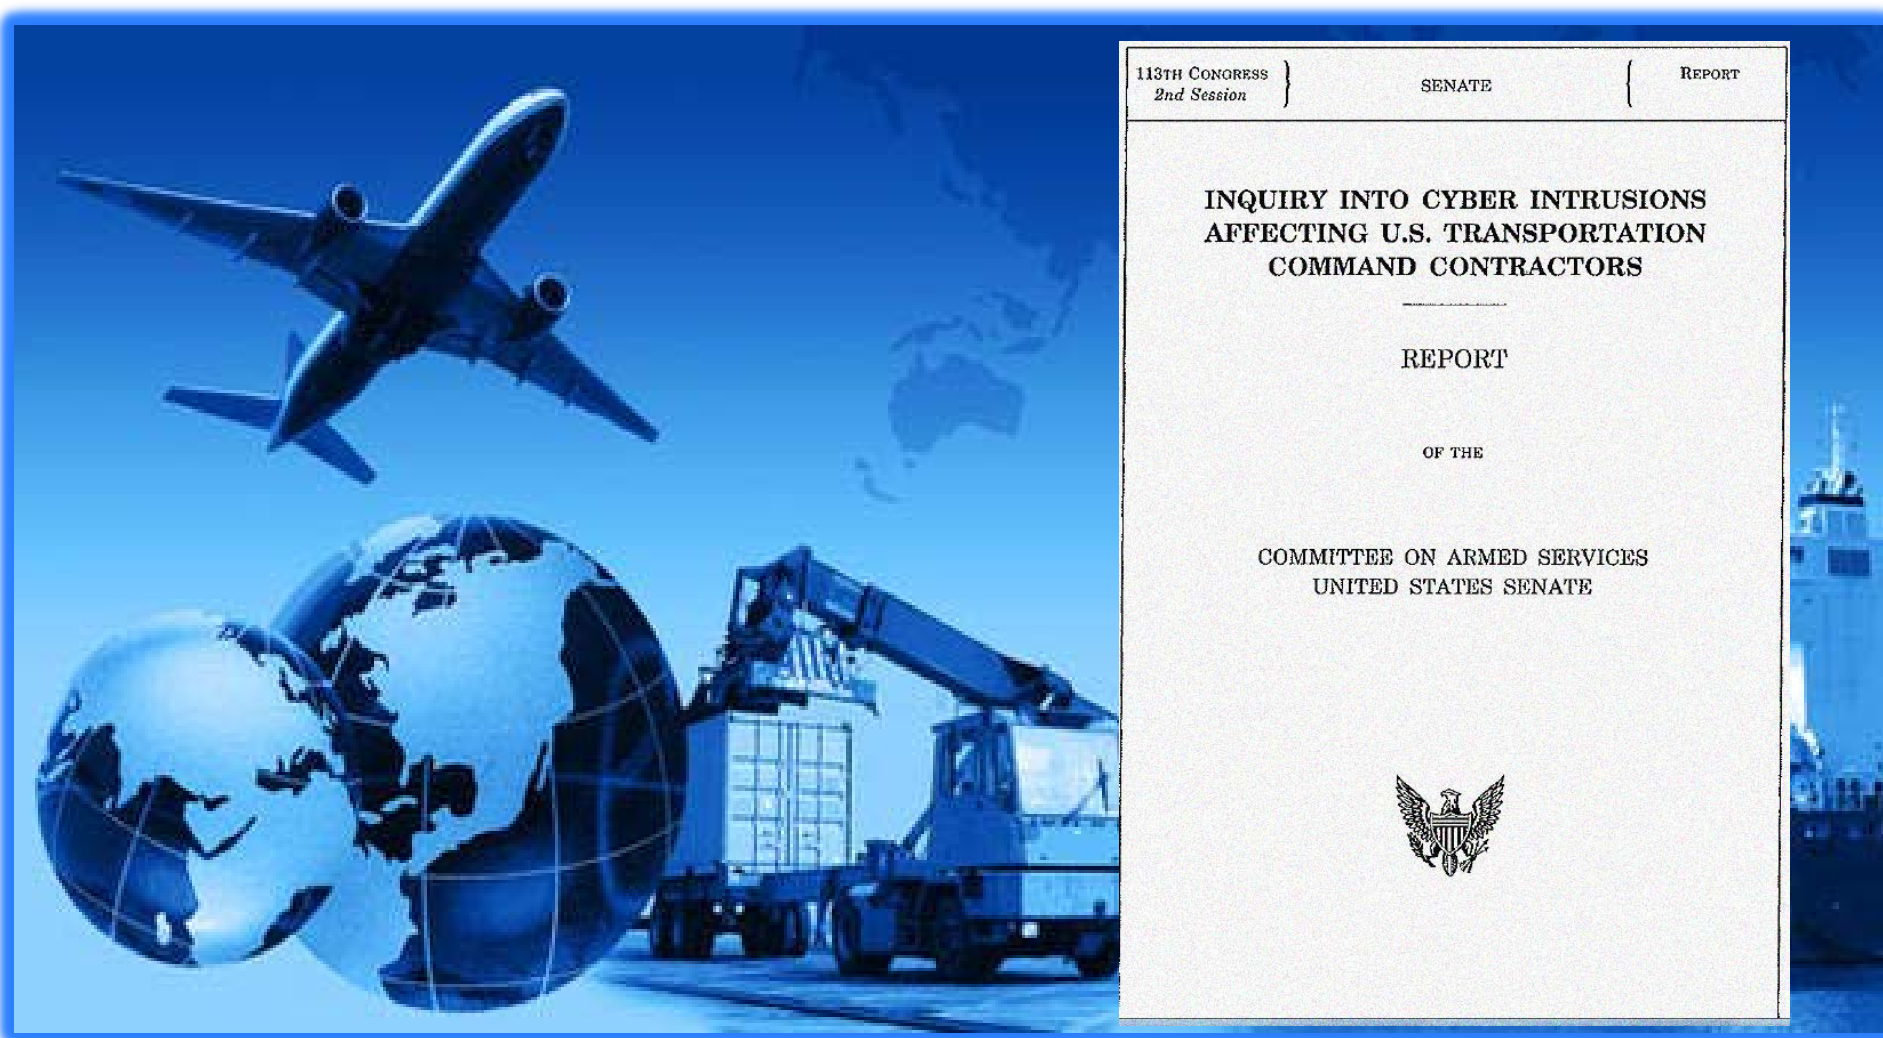 113TH CONGRESS
2nd Session
SENATE
REPORT
INQUIRY INTO CYBER INTRUSIONS
AFFECTING U.S. TRANSPORTATION
COMMAND CONTRACTORS
REPORT
OF THE
COMMITTEE ON ARMED SERVICES
UNITED STATES SENATE